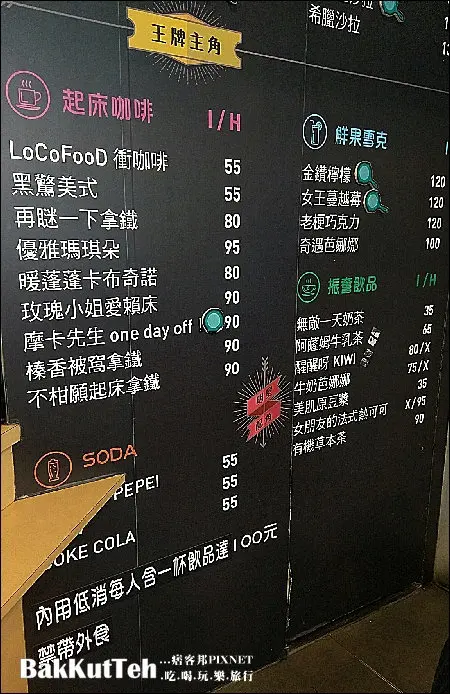 希臘沙拉
王牌主角
起床咖啡 I/H
LoCoFooD 衝咖啡 55
黑驚美式 55
再瞇一下拿鐵 80
優雅瑪琪朵 95
暖蓬蓬卡布奇諾 80
玫瑰小姐愛賴床 90
摩卡先生 one day off ! 90
榛香被窩拿鐵 90
不柑願起床拿鐵 90
SODA
55
PEPEI 55
55
COKE COLA
內用低消每人含一杯飲品達100元
禁帶外食
鮮果雪克 I
金鑽檸檬 120
女王蔓越莓 120
老梗巧克力 120
奇遇芭娜娜 100
振奮飲品 I/H
無敵一天奶茶 35
阿薩姆牛乳茶 65
醒醒呀 KIWI 80/X
牛奶芭娜娜 75/X
美肌原豆漿 35
女朋友的法式熱可可 X/95
有機草本茶 90
BakKutTeh
...痞客邦PIXNET
.吃.喝.玩.樂.旅行